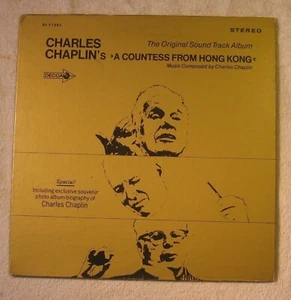 STEREO
CHARLES
CHAPLIN's
The Original Sound Track Album
"A COUNTESS FROM HONG KONG"
Music Composed by Charles Chaplin
DECCA
Special!
Including exclusive souvenir
photo album biography of
Charles Chaplin